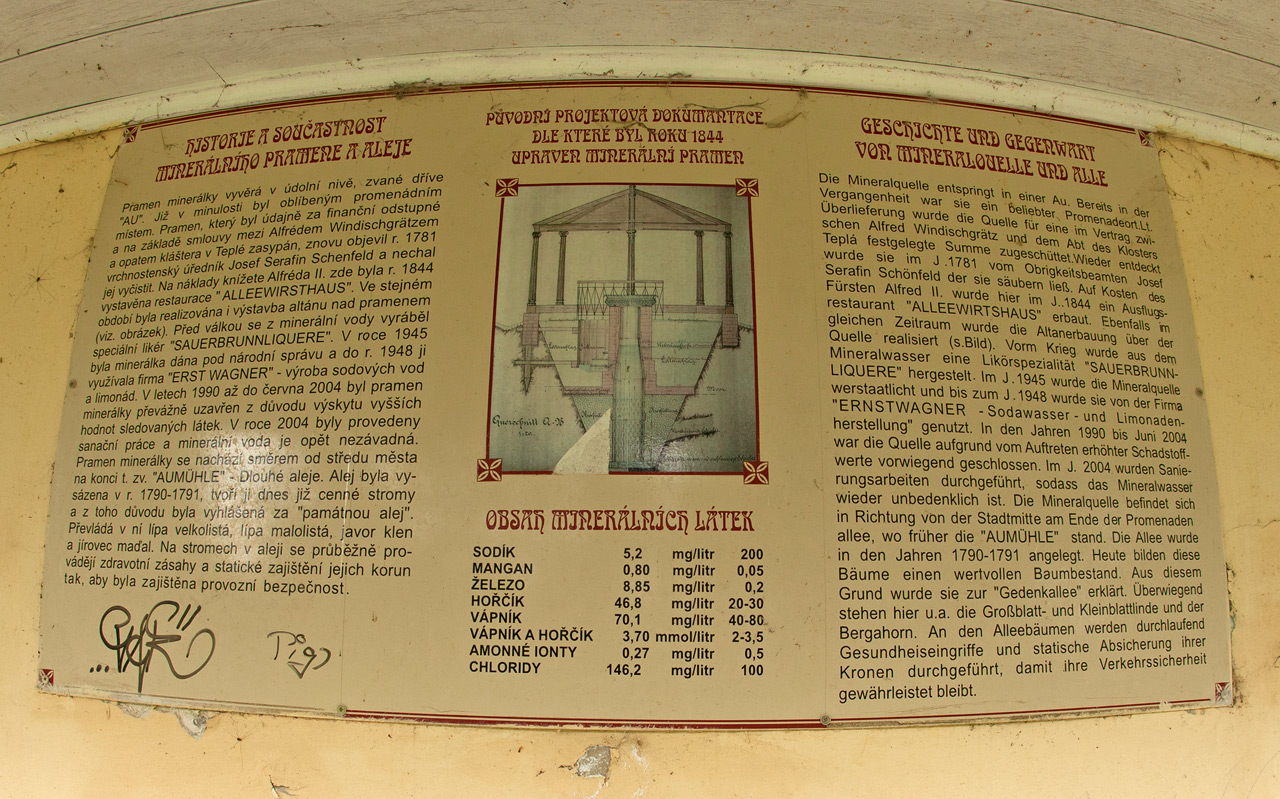 HISTORIE A SOUČASTNOST
MINERÁLNÍHO PRAMENE A ALEJE
Pramen minerálky vyvěrá v údolní nivě, zvané dříve
"AU". Již v minulosti byl oblíbeným promenádním
místem. Pramen, který byl údajně za finanční odstupné
a na základě smlouvy mezi Alfrédem Windischgrätzem
a opatem kláštera v Teplé zasypán, znovu objevil r. 1781
vrchnostenský úředník Josef Serafin Schenfeld a nechal
jej vyčistit. Na náklady knížete Alfréda II. zde byla r. 1844
vystavěna restaurace " ALLEEWIRSTHAUS". Ve stejném
období byla realizována i výstavba altánu nad pramenem
(viz. obrázek). Před válkou se z minerální vody vyráběl
speciální likér "SAUERBRUNNLIQUERE". V roce 1945
byla minerálka dána pod národní správu a do r. 1948 ji
využívala firma "ERST WAGNER" - výroba sodových vod
a limonád. V letech 1990 až do června 2004 byl pramen
minerálky převážně uzavřen z důvodu výskytu vyšších
hodnot sledovaných látek. V roce 2004 byly provedeny
sanační práce a minerální voda je opět nezávadná.
Pramen minerálky se nachází směrem od středu města
na konci t. zv. "AUMÜHLE" - Dlouhé aleje. Alej byla vy-
sázena v r. 1790-1791, tvoří ji dnes již cenné stromy
a z toho důvodu byla vyhlášena za "památnou alej".
Převládá v ní lípa velkolistá, lípa malolistá, javor klen
a jírovec maďal. Na stromech v aleji se průběžně pro-
vádějí zdravotní zásahy a statické zajištění jejich korun
tak, aby byla zajištěna provozní bezpečnost.
PŮVODNÍ PROJEKTOVÁ DOKUMANTACE
DLE KTERÉ BYL ROKU 1844
UPRAVEN MINERÁLNÍ PRAMEN
Querschnitt A-B
OBSAH MINERÁLNÍCH LÁTEK
SODÍK 5,2 mg/litr 200
MANGAN 0,80 mg/litr 0,05
ŽELEZO 8,85 mg/litr 0,2
HOŘČÍK 46,8 mg/litr 20-30
VÁPNÍK 70,1 mg/litr 40-80
VÁPNÍK A HOŘČÍK 3,70 mmol/litr 2-3,5
AMONNÉ IONTY 0,27 mg/litr 0,5
CHLORIDY 146,2 mg/litr 100
GESCHICHTE UND GEGENWART
VON MINERALQUELLE UND ALLE
Die Mineralquelle entspringt in einer Au. Bereits in der
Vergangenheit war sie ein beliebter Promenadeort.Lt.
Überlieferung wurde die Quelle für eine im Vertrag zwi-
schen Alfred Windischgrätz und dem Abt des Klosters
Teplá festgelegte Summe zugeschüttet.Wieder entdeckt
wurde sie im J .1781 vom Obrigkeitsbeamten Josef
Serafin Schönfeld der sie säubern ließ. Auf Kosten des
Fürsten Alfred II. wurde hier im J..1844 ein Ausflugs-
restaurant "ALLEEWIRTSHAUS" erbaut. Ebenfalls im
gleichen Zeitraum wurde die Altanerbauung über der
Quelle realisiert (s.Bild). Vorm Krieg wurde aus dem
Mineralwasser eine Likörspezialität "SAUERBRUNN-
LIQUERE" hergestellt. Im J.1945 wurde die Mineralquelle
werstaatlicht und bis zum J.1948 wurde sie von der Firma
"ERNSTWAGNER - Sodawasser - und Limonaden-
herstellung" genutzt. In den Jahren 1990 bis Juni 2004
war die Quelle aufgrund vom Auftreten erhöhter Schadstoff-
werte vorwiegend geschlossen. Im J. 2004 wurden Sanie-
rungsarbeiten durchgeführt, sodass das Mineralwasser
wieder unbedenklich ist. Die Mineralquelle befindet sich
in Richtung von der Stadtmitte am Ende der Promenaden
allee, wo früher die "AUMÜHLE" stand. Die Allee wurde
in den Jahren 1790-1791 angelegt. Heute bilden diese
Bäume einen wertvollen Baumbestand. Aus diesem
Grund wurde sie zur "Gedenkallee" erklärt. Überwiegend
stehen hier u.a. die Großblatt- und Kleinblattlinde und der
Bergahorn. An den Alleebäumen werden durchlaufend
Gesundheiseingriffe und statische Absicherung ihrer
Kronen durchgeführt, damit ihre Verkehrssicherheit
gewährleistet bleibt.